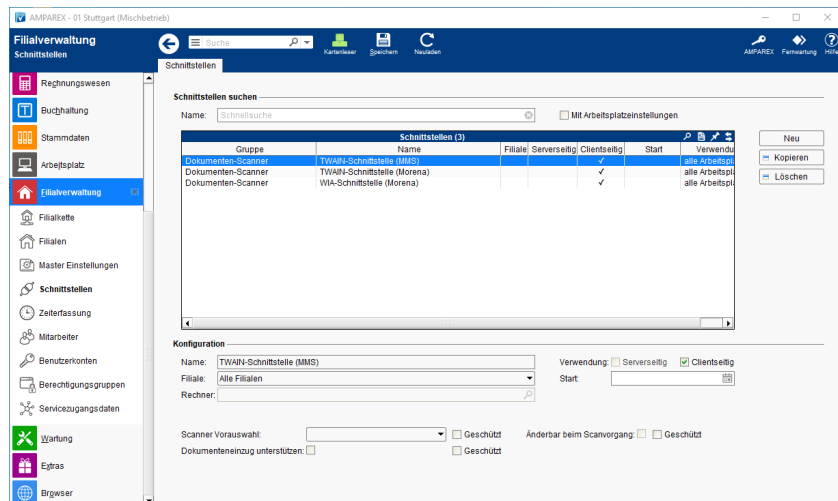 AMPAREX - 01 Stuttgart (Mischbetrieb)
Filialverwaltung
Schnittstellen
Suche
Kartenleser Speichern Neuladen
AMPAREX Fernwartung Hilfe
Schnittstellen
Rechnungswesen
Buchhaltung
Stammdaten
Arbeitsplatz
Filialverwaltung
Filialkette
Filialen
Master Einstellungen
Schnittstellen
Zeiterfassung
Mitarbeiter
Benutzerkonten
Berechtigungsgruppen
Servicezugangsdaten
Wartung
Extras
Browser
Schnittstellen suchen
Name: Schnellsuche Mit Arbeitsplatzeinstellungen
Schnittstellen (3)
Gruppe Name Filiale Serverseitig Clientseitig Start Verwendu
Dokumenten-Scanner TWAIN-Schnittstelle (MMS) ✓ alle Arbeitspl
Dokumenten-Scanner TWAIN-Schnittstelle (Morena) ✓ alle Arbeitspl
Dokumenten-Scanner WIA-Schnittstelle (Morena) ✓ alle Arbeitspl
Neu
Kopieren
Löschen
Konfiguration
Name: TWAIN-Schnittstelle (MMS) Verwendung: Serverseitig Clientseitig
Filiale: Alle Filialen Start:
Rechner:
Scanner Vorauswahl: Geschützt Änderbar beim Scanvorgang: Geschützt
Dokumenteneinzug unterstützen: Geschützt